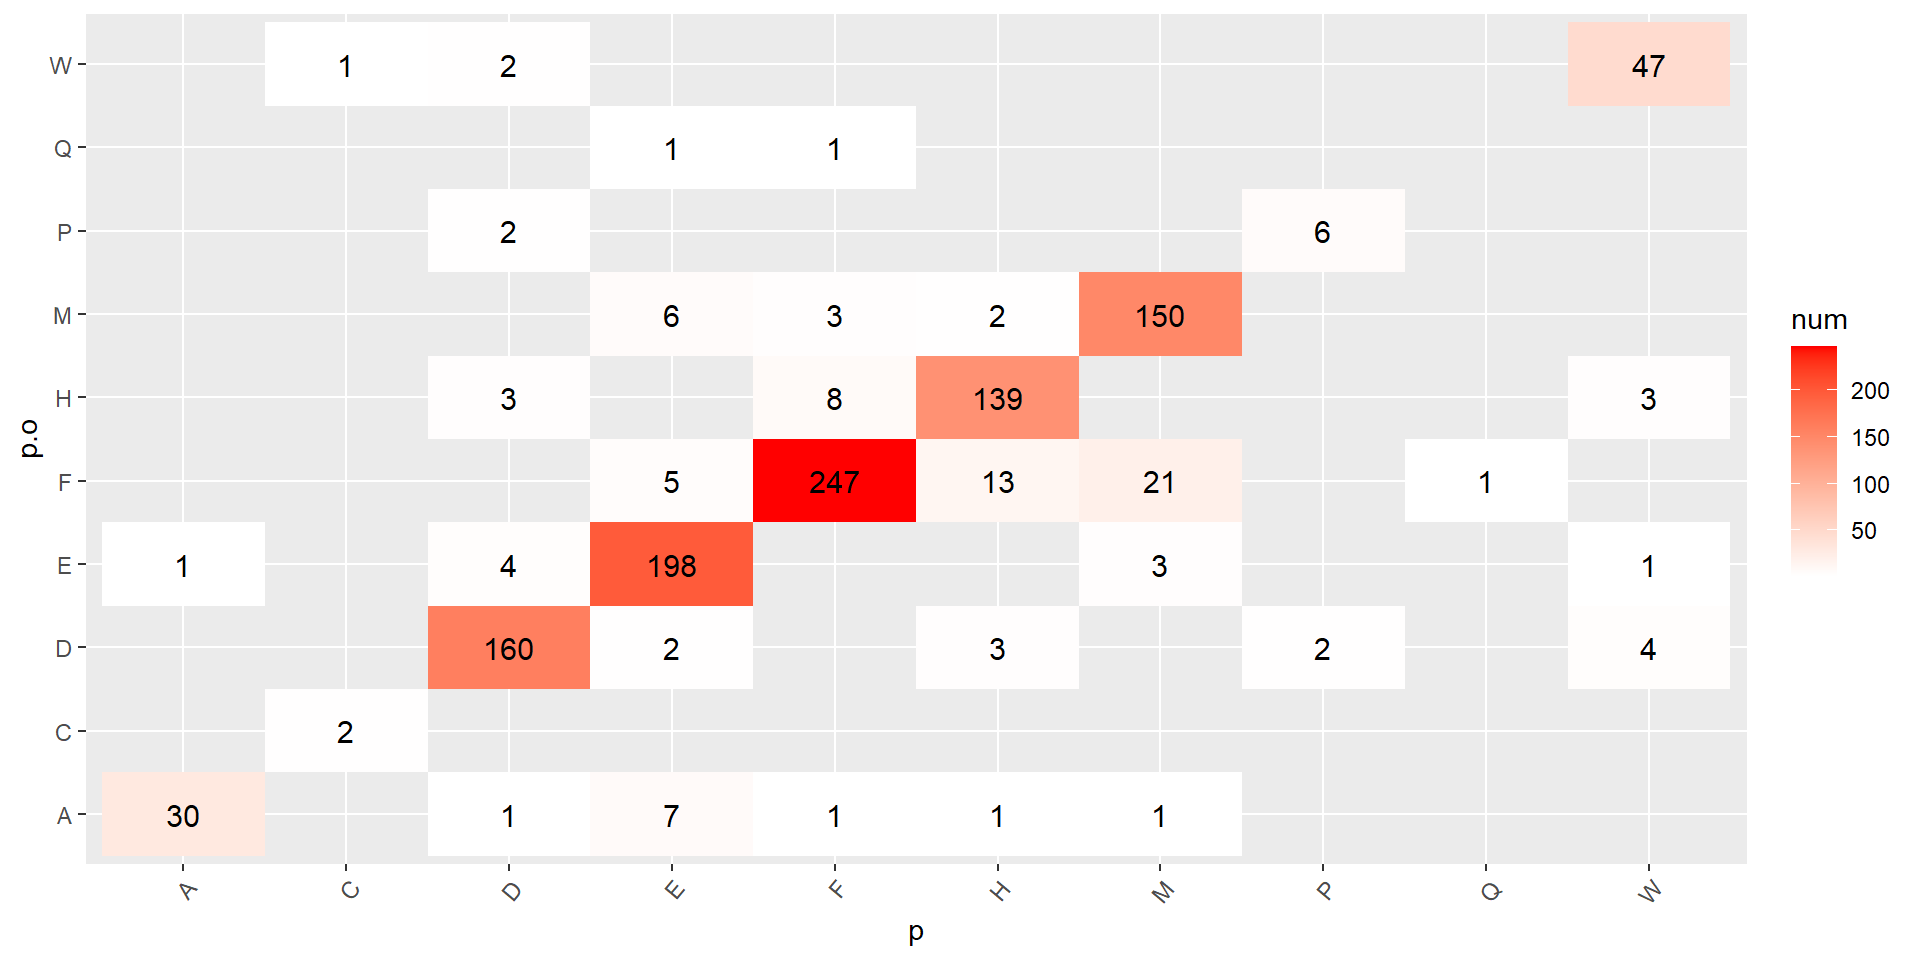 W 1 2 47
Q 1 1
P 2 6
M 6 3 2 150
H 3 8 139 3
F 5 247 13 21 1
E 1 4 198 3 1
D 160 2 3 2 4
C 2
A 30 1 7 1 1 1
A C D E F H M P Q W
p
p.o
num
200
150
100
50